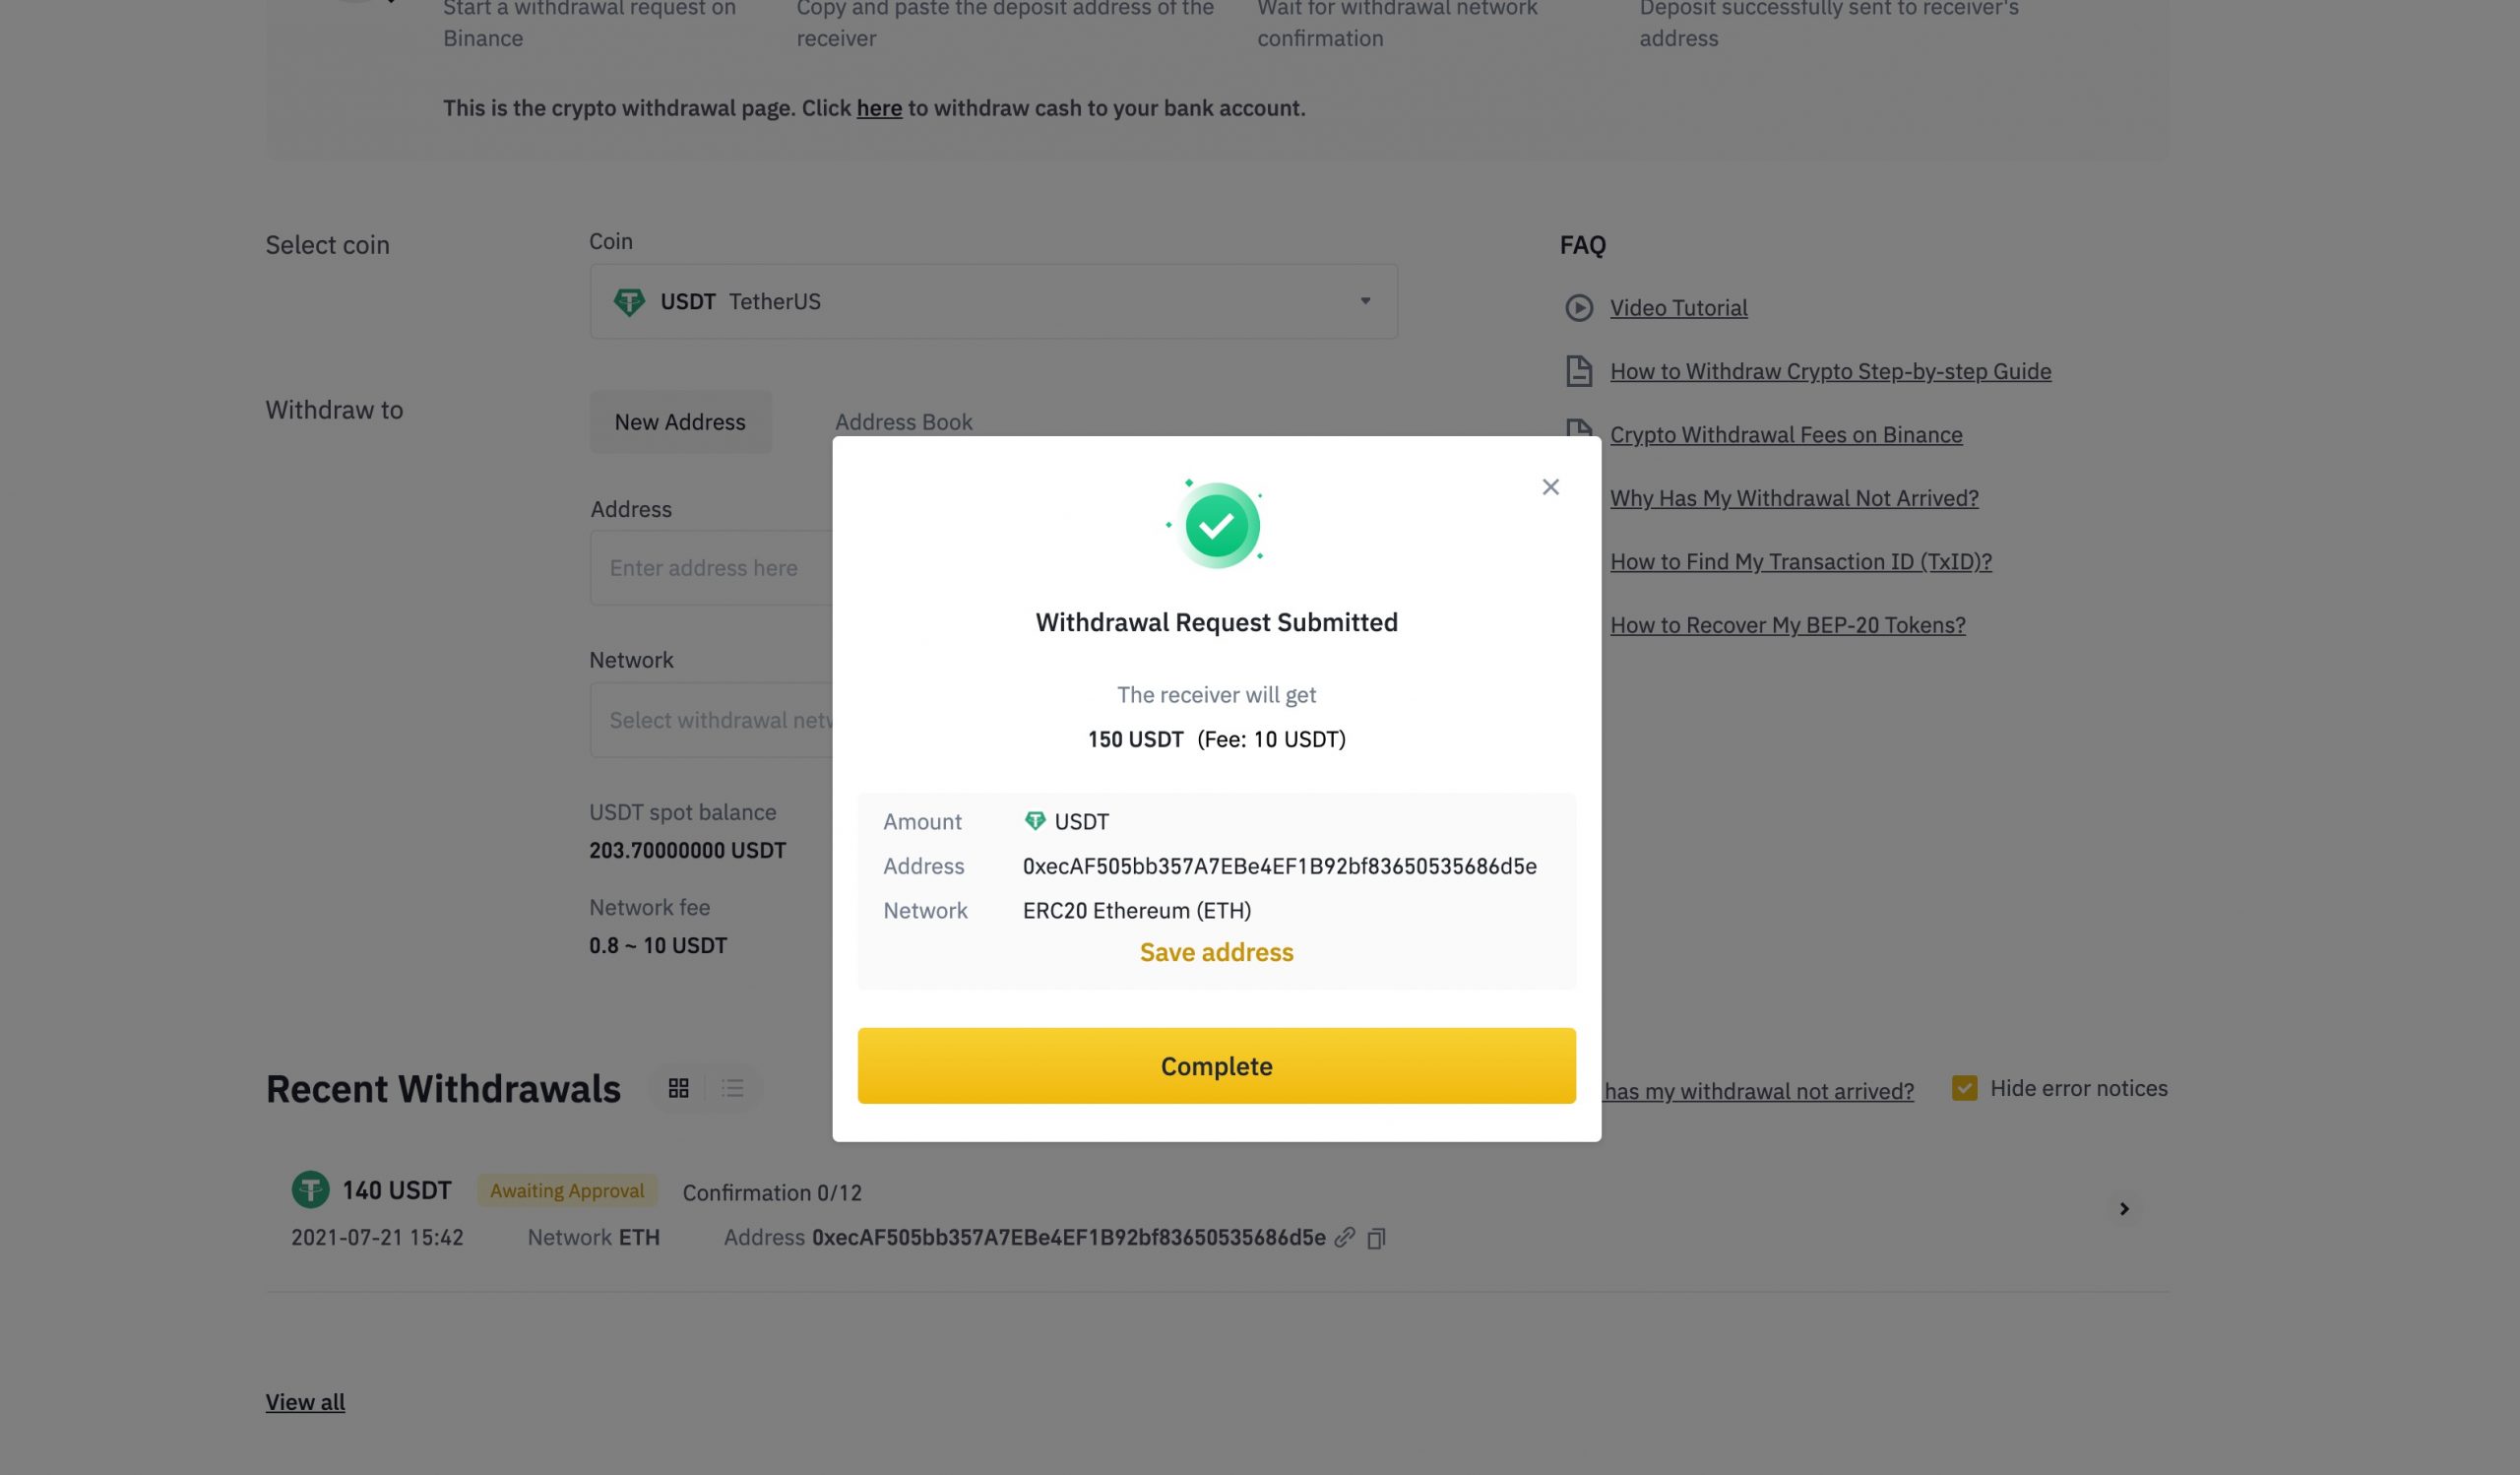 Start a withdrawal request on
Binance
Copy and paste the deposit address of the
receiver
Wait for withdrawal network
confirmation
Deposit successfully sent to receiver's
address
This is the crypto withdrawal page. Click here to withdraw cash to your bank account.
Select coin
Coin
USDT TetherUS
Withdraw to
New Address
Address Book
Address
Enter address here
Network
Select withdrawal
USDT spot balance
203.70000000 USDT
Network fee
0.8 ~ 10 USDT
FAQ
Video Tutorial
How to Withdraw Crypto Step-by-step Guide
Crypto Withdrawal Fees on Binance
Why Has My Withdrawal Not Arrived?
How to Find My Transaction ID (TxID)?
How to Recover My BEP-20 Tokens?
Withdrawal Request Submitted
The receiver will get
150 USDT (Fee: 10 USDT)
Amount USDT
Address 0xecAF505bb357A7EBe4EF1B92bf83650535686d5e
Network ERC20 Ethereum (ETH)
Save address
Complete
Recent Withdrawals
has my withdrawal not arrived?
Hide error notices
140 USDT Awaiting Approval Confirmation 0/12
2021-07-21 15:42 Network ETH Address 0xecAF505bb357A7EBe4EF1B92bf83650535686d5e
View all